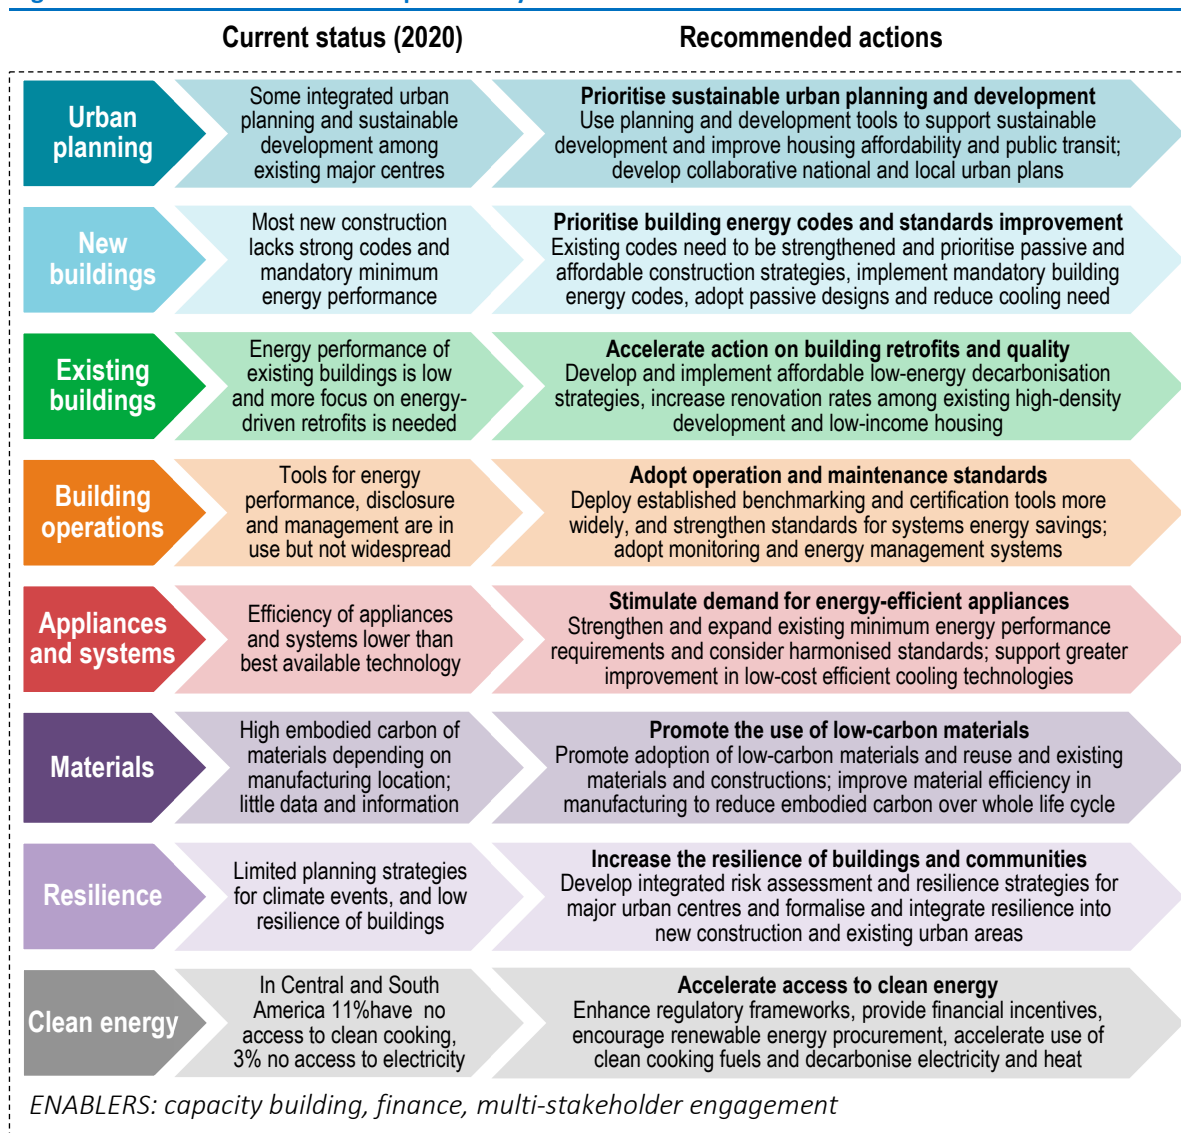 Current status (2020)
Recommended actions
Urban
planning
Some integrated urban
planning and sustainable
development among
existing major centres
Prioritise sustainable urban planning and development
Use planning and development tools to support sustainable
development and improve housing affordability and public transit;
develop collaborative national and local urban plans
New
buildings
Most new construction
lacks strong codes and
mandatory minimum
energy performance
Prioritise building energy codes and standards improvement
Existing codes need to be strengthened and prioritise passive and
affordable construction strategies, implement mandatory building
energy codes, adopt passive designs and reduce cooling need
Existing
buildings
Energy performance of
existing buildings is low
and more focus on energy-
driven retrofits is needed
Accelerate action on building retrofits and quality
Develop and implement affordable low-energy decarbonisation
strategies, increase renovation rates among existing high-density
development and low-income housing
Building
operations
Tools for energy
performance, disclosure
and management are in
use but not widespread
Adopt operation and maintenance standards
Deploy established benchmarking and certification tools more
widely, and strengthen standards for systems energy savings;
adopt monitoring and energy management systems
Appliances
and systems
Efficiency of appliances
and systems lower than
best available technology
Stimulate demand for energy-efficient appliances
Strengthen and expand existing minimum energy performance
requirements and consider harmonised standards; support greater
improvement in low-cost efficient cooling technologies
Materials
High embodied carbon of
materials depending on
manufacturing location;
little data and information
Promote the use of low-carbon materials
Promote adoption of low-carbon materials and reuse and existing
materials and constructions; improve material efficiency in
manufacturing to reduce embodied carbon over whole life cycle
Resilience
Limited planning strategies
for climate events, and low
resilience of buildings
Increase the resilience of buildings and communities
Develop integrated risk assessment and resilience strategies for
major urban centres and formalise and integrate resilience into
new construction and existing urban areas
Clean energy
In Central and South
America 11%have no
access to clean cooking,
3% no access to electricity
Accelerate access to clean energy
Enhance regulatory frameworks, provide financial incentives,
encourage renewable energy procurement, accelerate use of
clean cooking fuels and decarbonise electricity and heat
ENABLERS: capacity building, finance, multi-stakeholder engagement